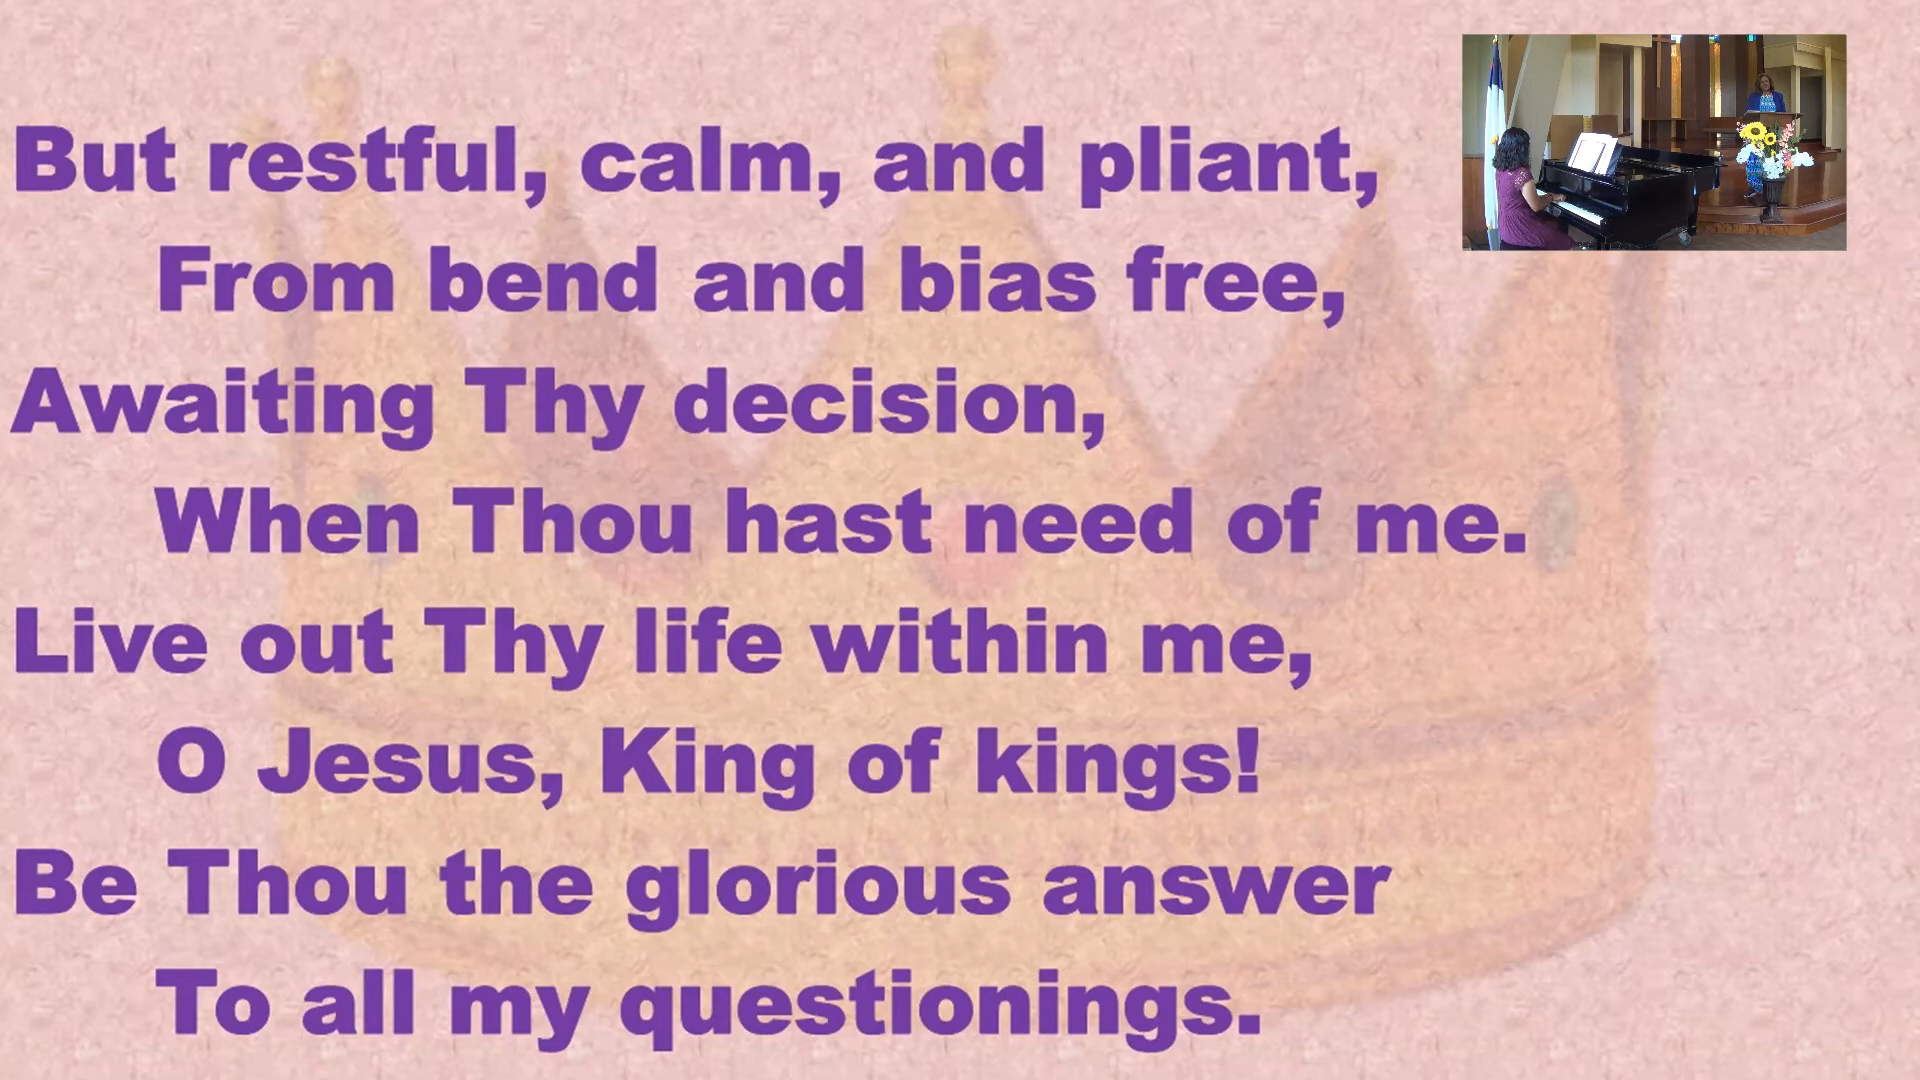 But restful, calm, and pliant,
From bend and bias free,
Awaiting Thy decision,
When Thou hast need of me.
Live out Thy life within me,
O Jesus, King of kings!
Be Thou the glorious answer
To all my questionings.